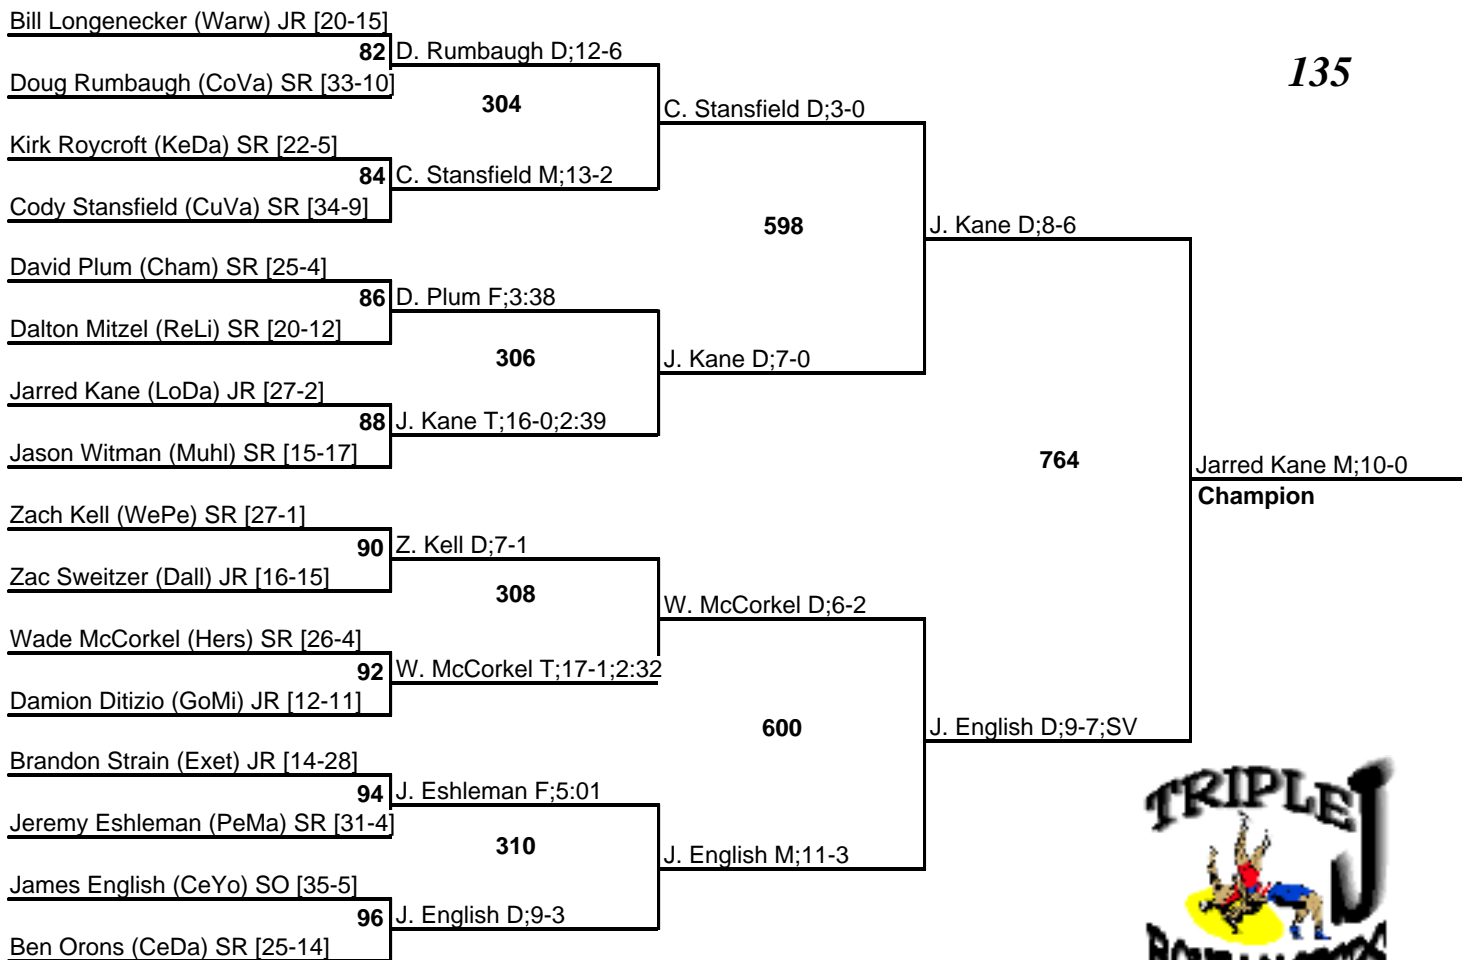 Bill Longenecker (Warw) JR [20-15]
82 D. Rumbaugh D;12-6
135
Doug Rumbaugh (CoVa) SR [33-10]
304
C. Stansfield D;3-0
Kirk Roycroft (KeDa) SR [22-5]
84 C. Stansfield M;13-2
Cody Stansfield (CuVa) SR [34-9]
598
J. Kane D;8-6
David Plum (Cham) SR [25-4]
86 D. Plum F;3:38
Dalton Mitzel (ReLi) SR [20-12]
306
J. Kane D;7-0
Jarred Kane (LoDa) JR [27-2]
88 J. Kane T;16-0;2:39
Jason Witman (Muhl) SR [15-17]
764
Jarred Kane M;10-0
Champion
Zach Kell (WePe) SR [27-1]
90 Z. Kell D;7-1
Zac Sweitzer (Dall) JR [16-15]
308
W. McCorkel D;6-2
Wade McCorkel (Hers) SR [26-4]
92 W. McCorkel T;17-1;2:32
Damion Ditizio (GoMi) JR [12-11]
600
J. English D;9-7;SV
Brandon Strain (Exet) JR [14-28]
94 J. Eshleman F;5:01
Jeremy Eshleman (PeMa) SR [31-4]
310
J. English M;11-3
James English (CeYo) SO [35-5]
96 J. English D;9-3
Ben Orons (CeDa) SR [25-14]
TRIPLE J